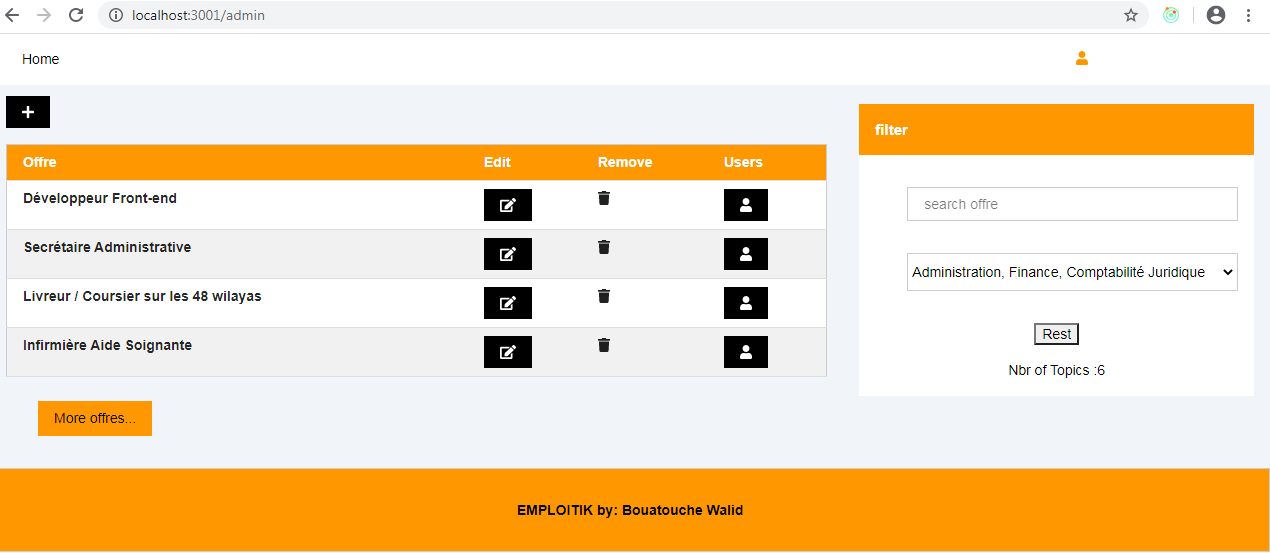 localhost:3001/admin
Home
Offre Edit Remove Users
Développeur Front-end
Secrétaire Administrative
Livreur / Coursier sur les 48 wilayas
Infirmière Aide Soignante
More offres...
filter
search offre
Administration, Finance, Comptabilité Juridique
Rest
Nbr of Topics :6
EMPLOITIK by: Bouatouche Walid